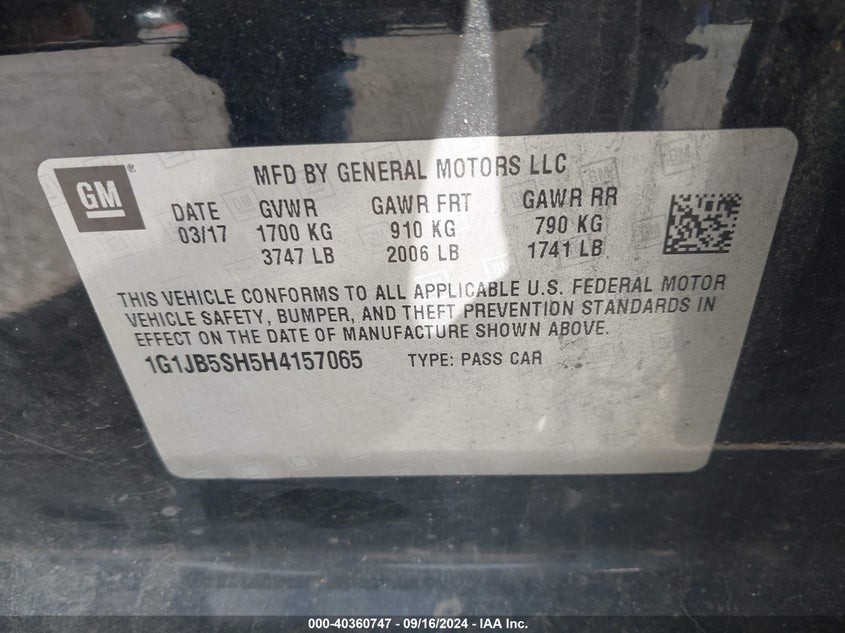 GM
MFD BY GENERAL MOTORS LLC
DATE GVWR GAWR FRT GAWR RR
03/17 1700 KG 910 KG 790 KG
3747 LB 2006 LB 1741 LB
THIS VEHICLE CONFORMS TO ALL APPLICABLE U.S. FEDERAL MOTOR
VEHICLE SAFETY, BUMPER, AND THEFT PREVENTION STANDARDS IN
EFFECT ON THE DATE OF MANUFACTURE SHOWN ABOVE.
1G1JB5SH5H4157065 TYPE: PASS CAR
000-40360747 - 09/16/2024 - IAA Inc.